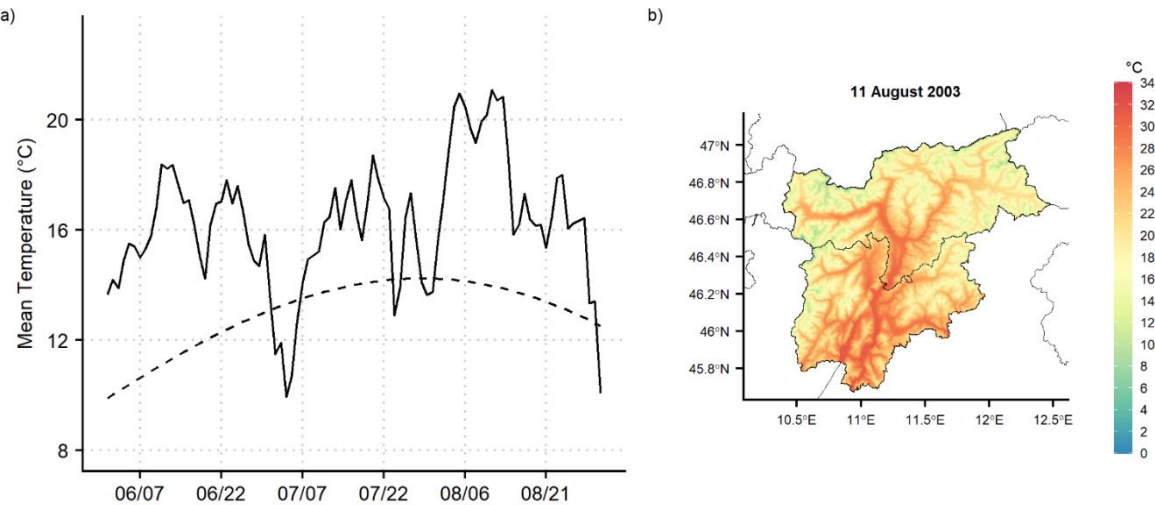 a)
Mean Temperature (°C)
20
16
12
8
06/07 06/22 07/07 07/22 08/06 08/21
b)
11 August 2003
47°N
46.8°N
46.6°N
46.4°N
46.2°N
46°N
45.8°N
10.5°E 11°E 11.5°E 12°E 12.5°E
°C
34
32
30
28
26
24
22
20
18
16
14
12
10
8
6
4
2
0